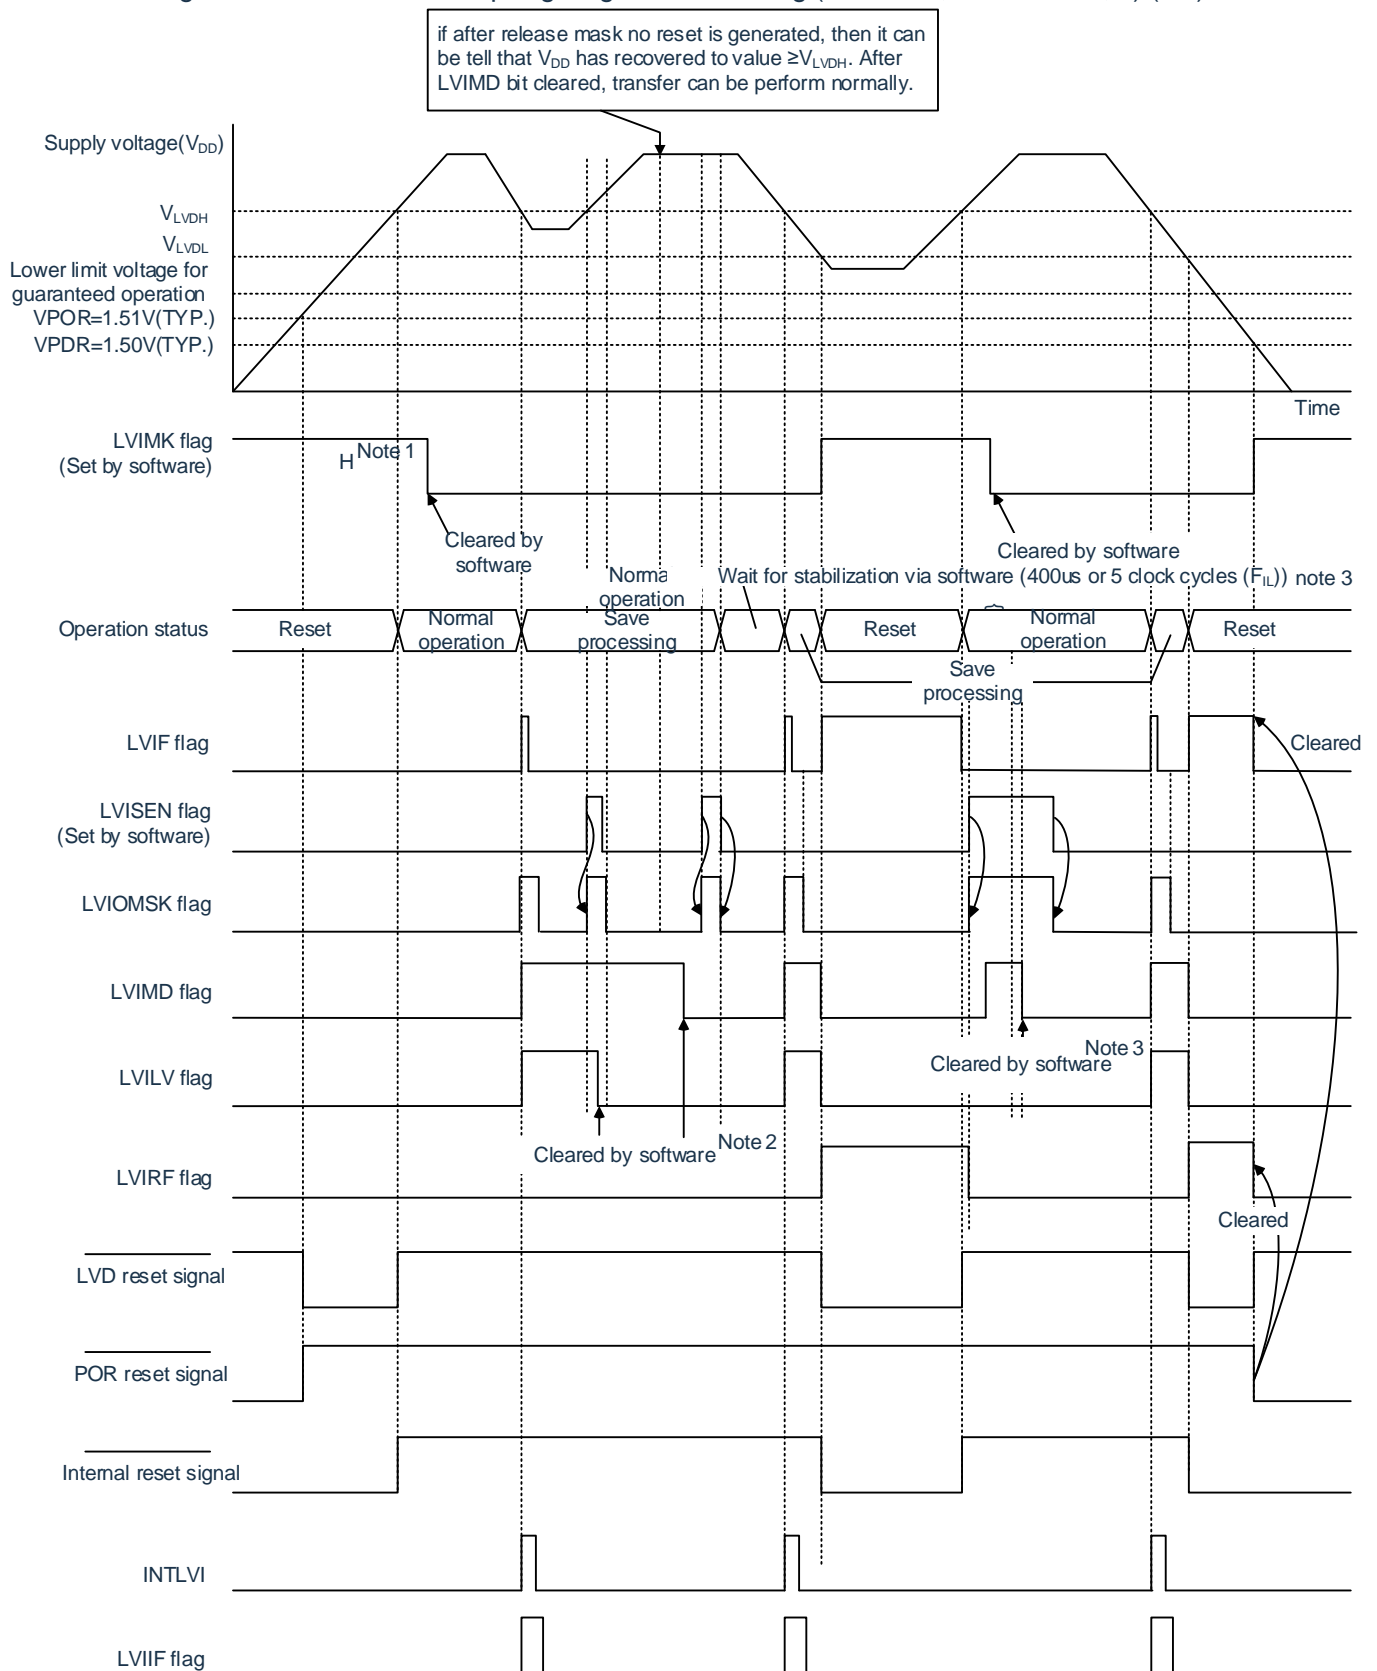 if after release mask no reset is generated, then it can
be tell that VDD has recovered to value ≥VLVDH. After
LVIMD bit cleared, transfer can be perform normally.
Supply voltage(VDD)
VLVDH
VLVDL
Lower limit voltage for
guaranteed operation
VPOR=1.51V(TYP.)
VPDR=1.50V(TYP.)
Time
LVIMK flag
(Set by software)
H Note 1
Cleared by
software
Cleared by software
Norma
operation
Wait for stabilization via software (400us or 5 clock cycles (FIL)) note 3
Operation status
Reset
Normal
operation
Save
processing
Reset
Normal
operation
Reset
Save
processing
LVIF flag
Cleared
LVISEN flag
(Set by software)
LVIOMSK flag
LVIMD flag
Cleared by software Note 3
LVILV flag
Cleared by software Note 2
LVIRF flag
Cleared
LVD reset signal
POR reset signal
Internal reset signal
INTLVI
LVIIF flag